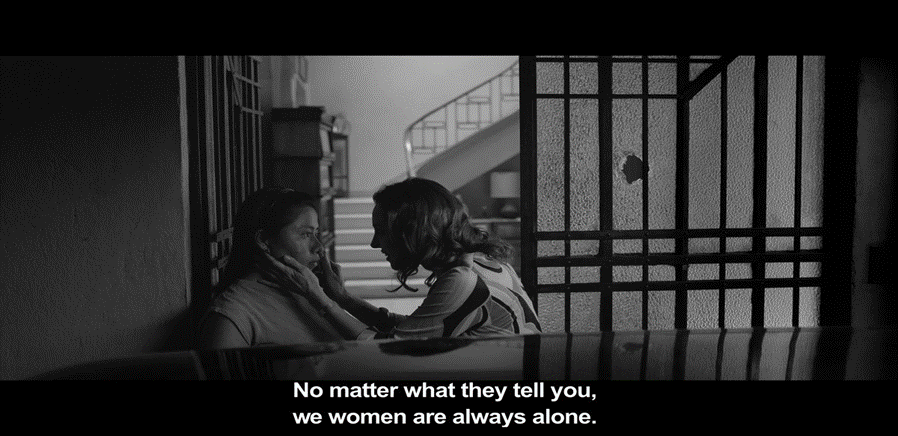 No matter what they tell you,
we women are always alone.